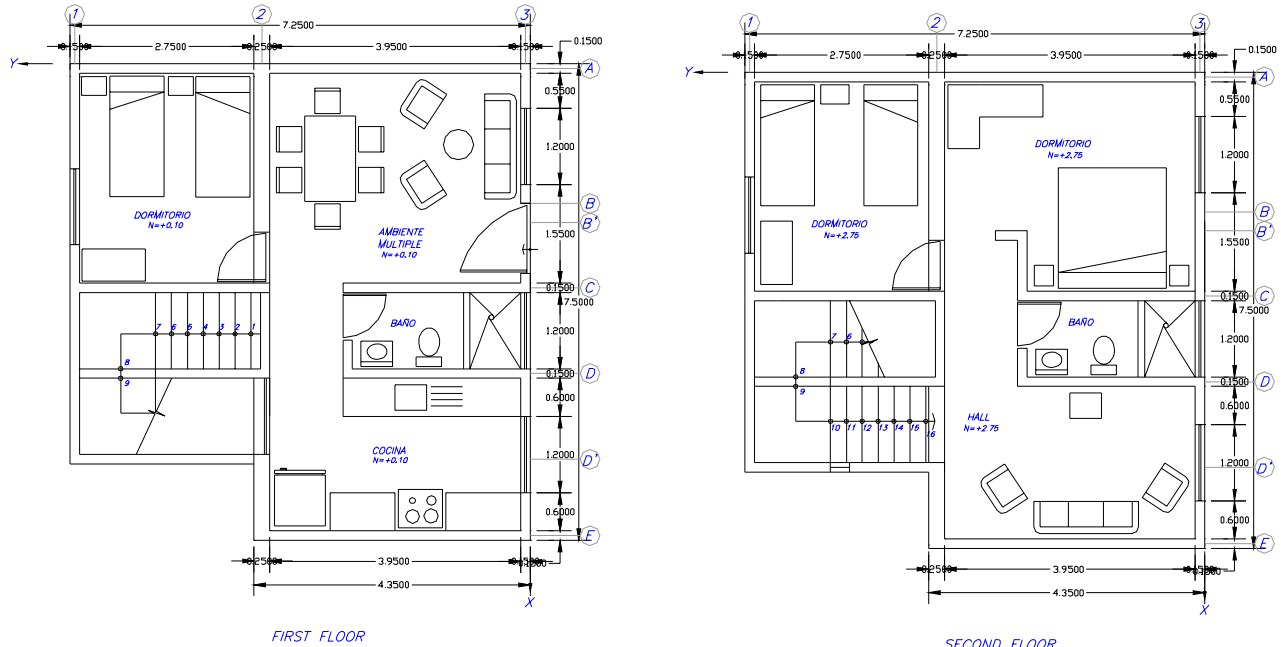 1 2 3
7.2500
0.1500 2.7500 0.2500 3.9500 0.1500
0.1500
Y
A
0.5500
1.2000
B
B'
1.5500
C
0.1500
7.5000
1.2000
D
0.1500
0.6000
1.2000
D'
0.6000
E
DORMITORIO
N=+0.10
AMBIENTE
MULTIPLE
N=+0.10
BAÑO
7 6 5 4 3 2 1
8
9
COCINA
N=+0.10
0.2500 3.9500
4.3500
X
FIRST FLOOR
1 2 3
7.2500
0.1500 2.7500 0.2500 3.9500 0.1500
0.1500
Y
A
0.5500
1.2000
B
B'
1.5500
C
0.1500
7.5000
1.2000
D
0.1500
0.6000
1.2000
D'
0.6000
E
DORMITORIO
N=+2.75
DORMITORIO
N=+2.75
BAÑO
7 6
8
9
10 11 12 13 14 15 16
HALL
N=+2.75
0.2500 3.9500
4.3500
X
SECOND FLOOR